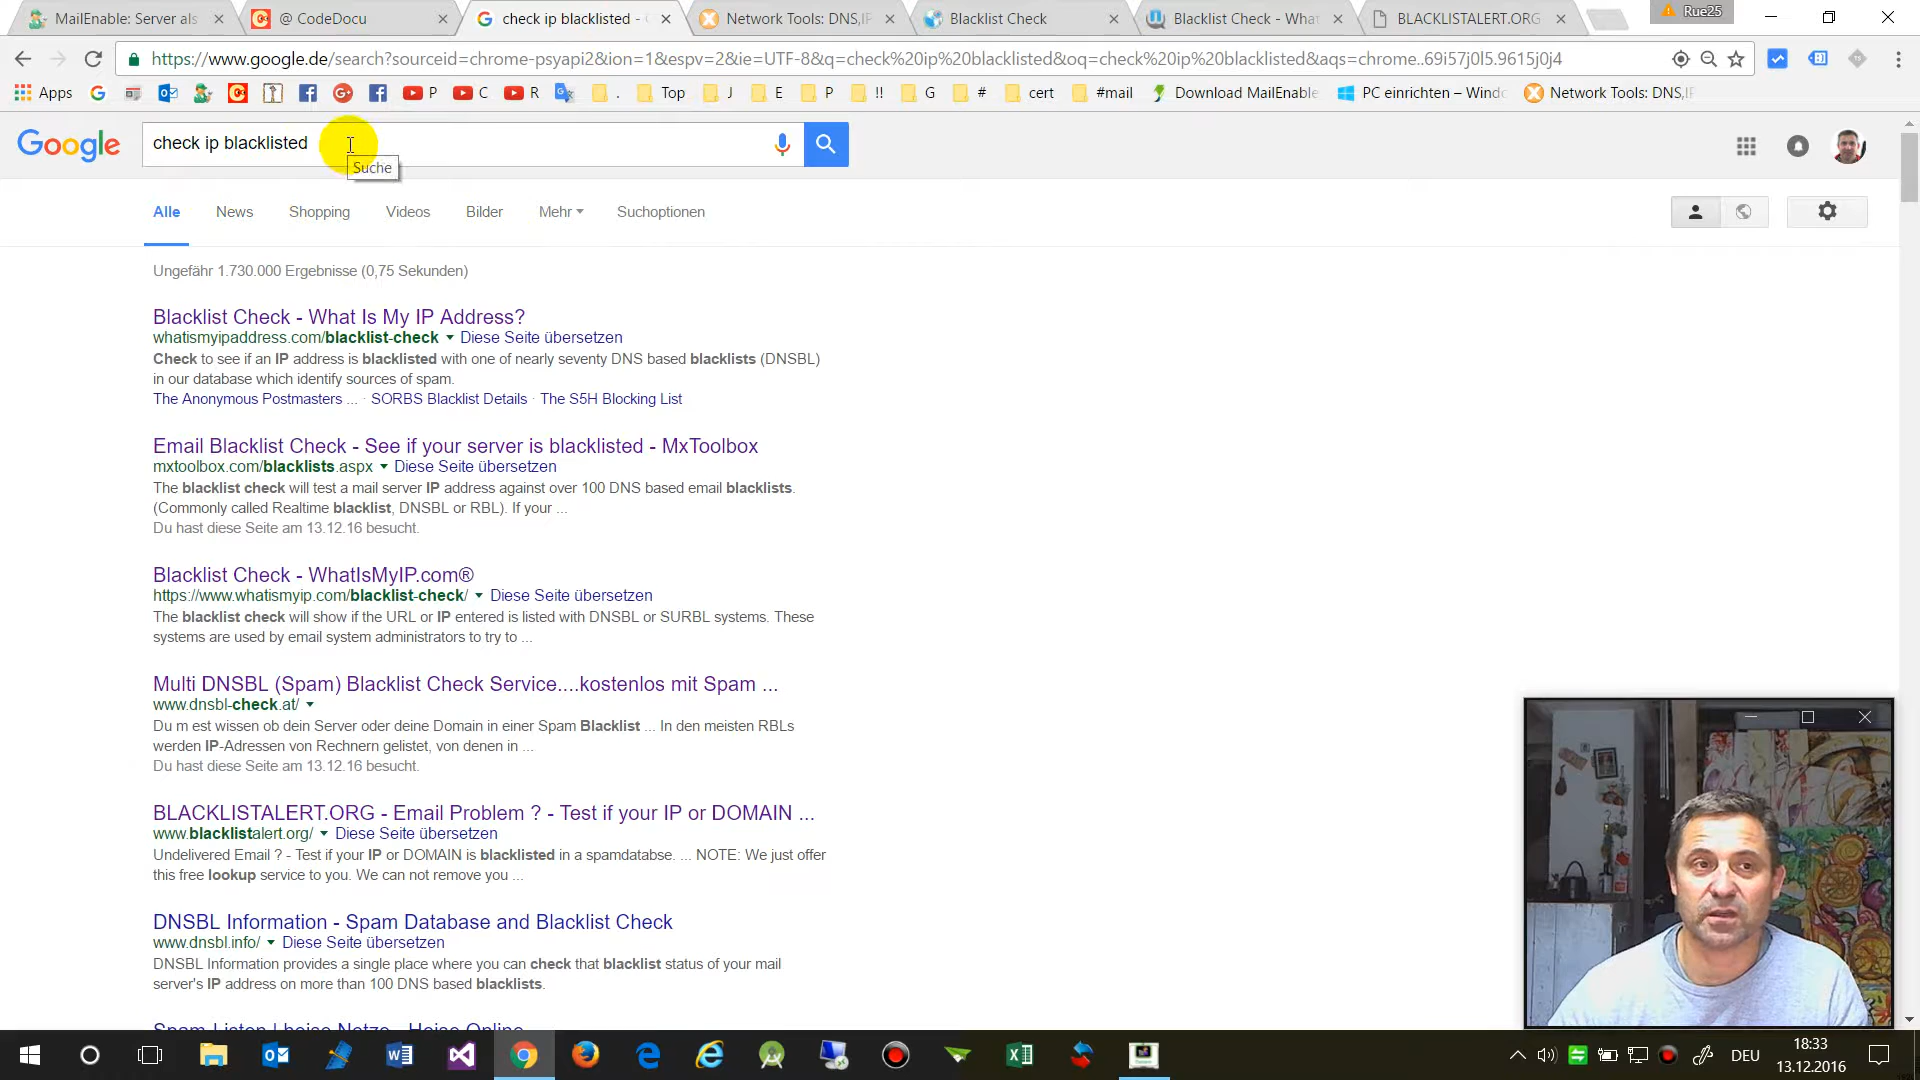 MailEnable: Server als
@ CodeDocu
check ip blacklisted -
Network Tools: DNS,IP
Blacklist Check
Blacklist Check - What
BLACKLISTALERT.ORG
Rue25
https://www.google.de/search?sourceid=chrome-psyapi2&ion=1&espv=2&ie=UTF-8&q=check%20ip%20blacklisted&oq=check%20ip%20blacklisted&aqs=chrome..69i57j0l5.9615j0j4
Apps P C R . Top J E P !! G # cert #mail Download MailEnable PC einrichten – Wind Network Tools: DNS,IP
Google
check ip blacklisted
Suche
Alle News Shopping Videos Bilder Mehr Suchoptionen
Ungefähr 1.730.000 Ergebnisse (0,75 Sekunden)
Blacklist Check - What Is My IP Address?
whatismyipaddress.com/blacklist-check Diese Seite übersetzen
Check to see if an IP address is blacklisted with one of nearly seventy DNS based blacklists (DNSBL)
in our database which identify sources of spam.
The Anonymous Postmasters ... · SORBS Blacklist Details · The S5H Blocking List
Email Blacklist Check - See if your server is blacklisted - MxToolbox
mxtoolbox.com/blacklists.aspx Diese Seite übersetzen
The blacklist check will test a mail server IP address against over 100 DNS based email blacklists.
(Commonly called Realtime blacklist, DNSBL or RBL). If your ...
Du hast diese Seite am 13.12.16 besucht.
Blacklist Check - WhatIsMyIP.com®
https://www.whatismyip.com/blacklist-check/ Diese Seite übersetzen
The blacklist check will show if the URL or IP entered is listed with DNSBL or SURBL systems. These
systems are used by email system administrators to try to ...
Multi DNSBL (Spam) Blacklist Check Service....kostenlos mit Spam ...
www.dnsbl-check.at/
Du m est wissen ob dein Server oder deine Domain in einer Spam Blacklist ... In den meisten RBLs
werden IP-Adressen von Rechnern gelistet, von denen in ...
Du hast diese Seite am 13.12.16 besucht.
BLACKLISTALERT.ORG - Email Problem ? - Test if your IP or DOMAIN ...
www.blacklistalert.org/ Diese Seite übersetzen
Undelivered Email ? - Test if your IP or DOMAIN is blacklisted in a spamdatabse. ... NOTE: We just offer
this free lookup service to you. We can not remove you ...
DNSBL Information - Spam Database and Blacklist Check
www.dnsbl.info/ Diese Seite übersetzen
DNSBL Information provides a single place where you can check that blacklist status of your mail
server's IP address on more than 100 DNS based blacklists.
Spam-Listen | heise Netze - Heise Online
DEU
18:33
13.12.2016